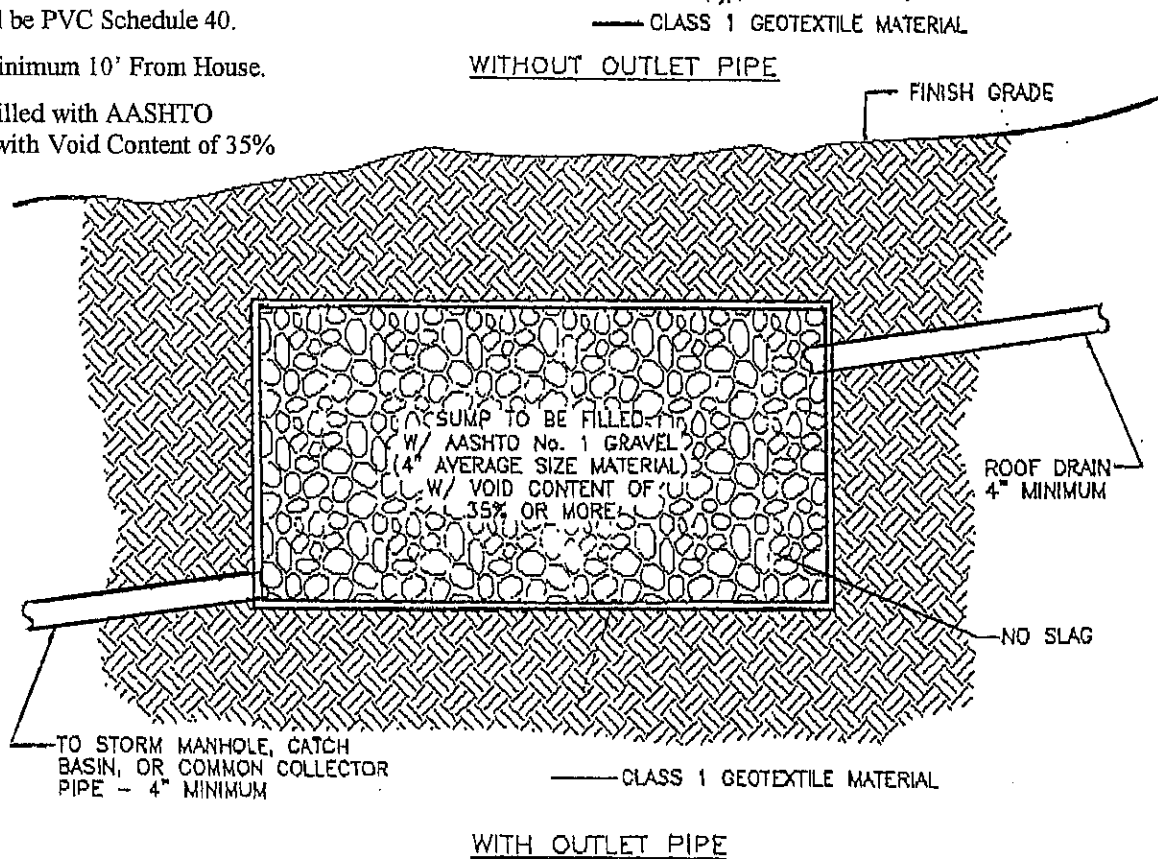 be PVC Schedule 40.
CLASS 1 GEOTEXTILE MATERIAL
10' From House.
WITHOUT OUTLET PIPE
FINISH GRADE
with AASHTO
with Void Content of 35%
SUMP TO BE FILLED
W/ AASHTO No. 1 GRAVEL
(4" AVERAGE SIZE MATERIAL)
W/ VOID CONTENT OF
35% OR MORE
ROOF DRAIN
4" MINIMUM
NO SLAG
TO STORM MANHOLE, CATCH
BASIN, OR COMMON COLLECTOR
PIPE - 4" MINIMUM
CLASS 1 GEOTEXTILE MATERIAL
WITH OUTLET PIPE